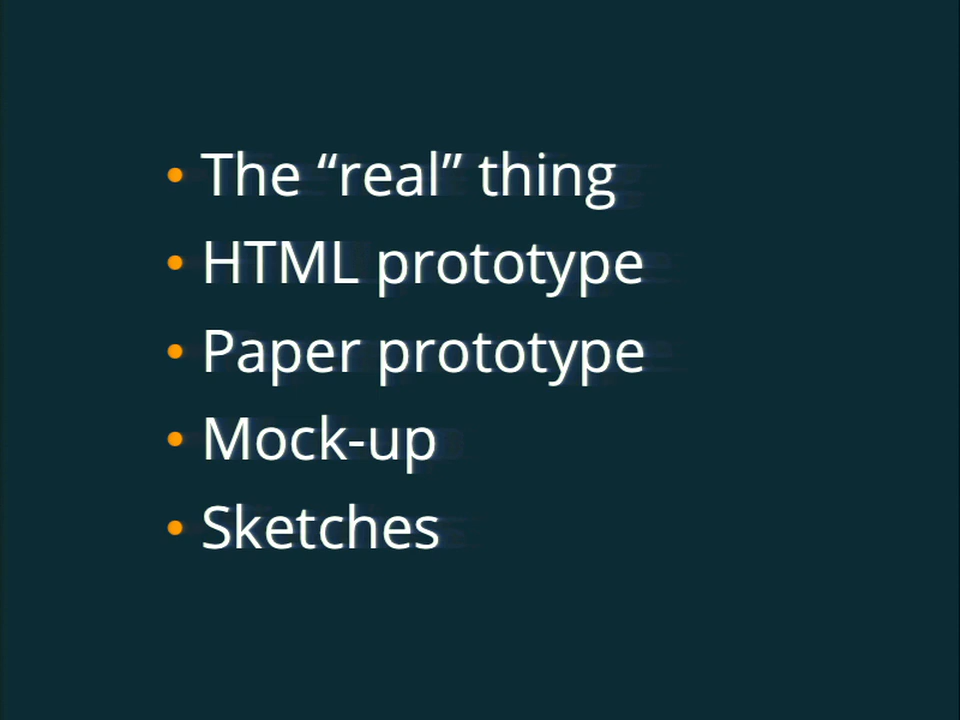 • The “real” thing
• HTML prototype
• Paper prototype
• Mock-up
• Sketches